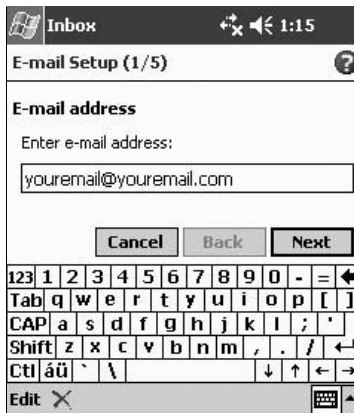 Inbox 1:15
E-mail Setup (1/5) ?
E-mail address
Enter e-mail address:
youremail@youremail.com
Cancel Back Next
123 1 2 3 4 5 6 7 8 9 0 - =
Tab q w e r t y u i o p [ ]
CAP a s d f g h j k l ; '
Shift z x c v b n m , . /
Ctl áü ` \
Edit